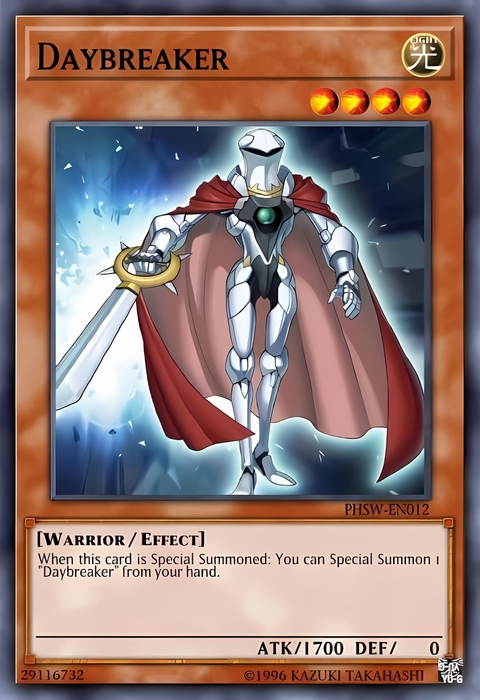 DAYBREAKER
光
PHSW-EN012
[WARRIOR / EFFECT]
When this card is Special Summoned: You can Special Summon 1
"Daybreaker" from your hand.
ATK/1700 DEF/ 0
29116732
©1996 KAZUKI TAKAHASHI